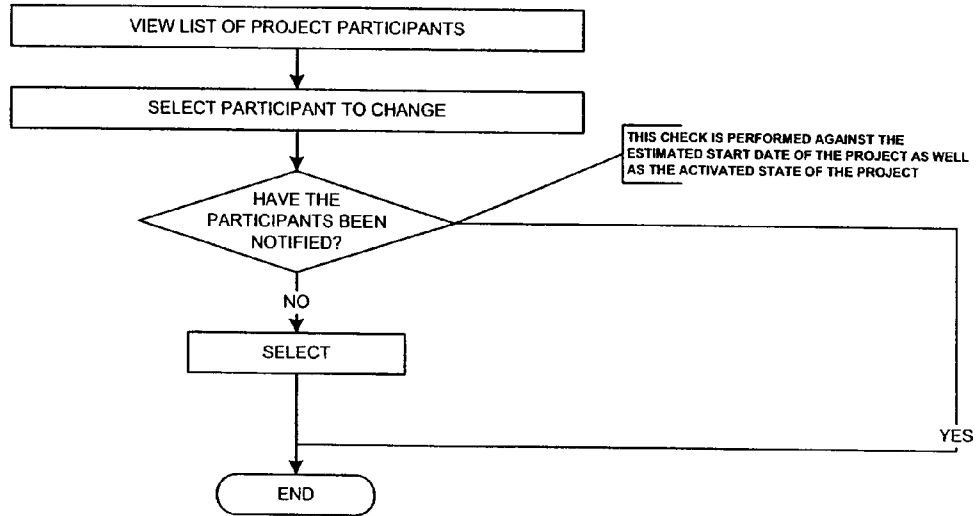 VIEW LIST OF PROJECT PARTICIPANTS
SELECT PARTICIPANT TO CHANGE
THIS CHECK IS PERFORMED AGAINST THE
ESTIMATED START DATE OF THE PROJECT AS WELL
AS THE ACTIVATED STATE OF THE PROJECT
HAVE THE
PARTICIPANTS BEEN
NOTIFIED?
NO
SELECT
YES
END